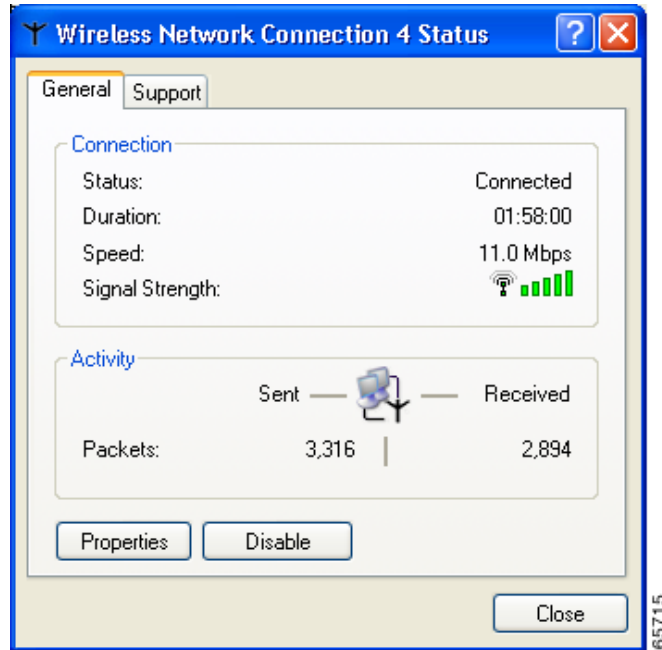 Wireless Network Connection 4 Status
General Support
Connection
Status: Connected
Duration: 01:58:00
Speed: 11.0 Mbps
Signal Strength:
Activity
Sent Received
Packets: 3,316 2,894
Properties Disable
Close
65715